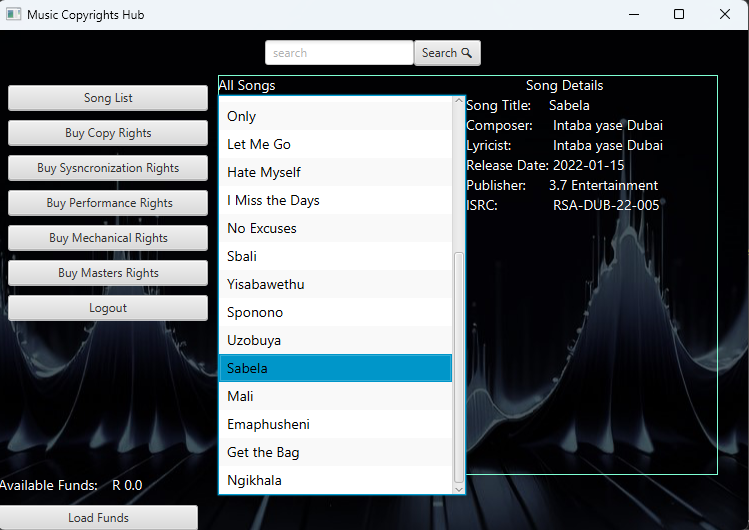 Music Copyrights Hub
search
Search
Song List
Buy Copy Rights
Buy Sysncronization Rights
Buy Performance Rights
Buy Mechanical Rights
Buy Masters Rights
Logout
Available Funds: R 0.0
Load Funds
All Songs
Only
Let Me Go
Hate Myself
I Miss the Days
No Excuses
Sbali
Yisabawethu
Sponono
Uzobuya
Sabela
Mali
Emaphusheni
Get the Bag
Ngikhala
Song Details
Song Title: Sabela
Composer: Intaba yase Dubai
Lyricist: Intaba yase Dubai
Release Date: 2022-01-15
Publisher: 3.7 Entertainment
ISRC: RSA-DUB-22-005